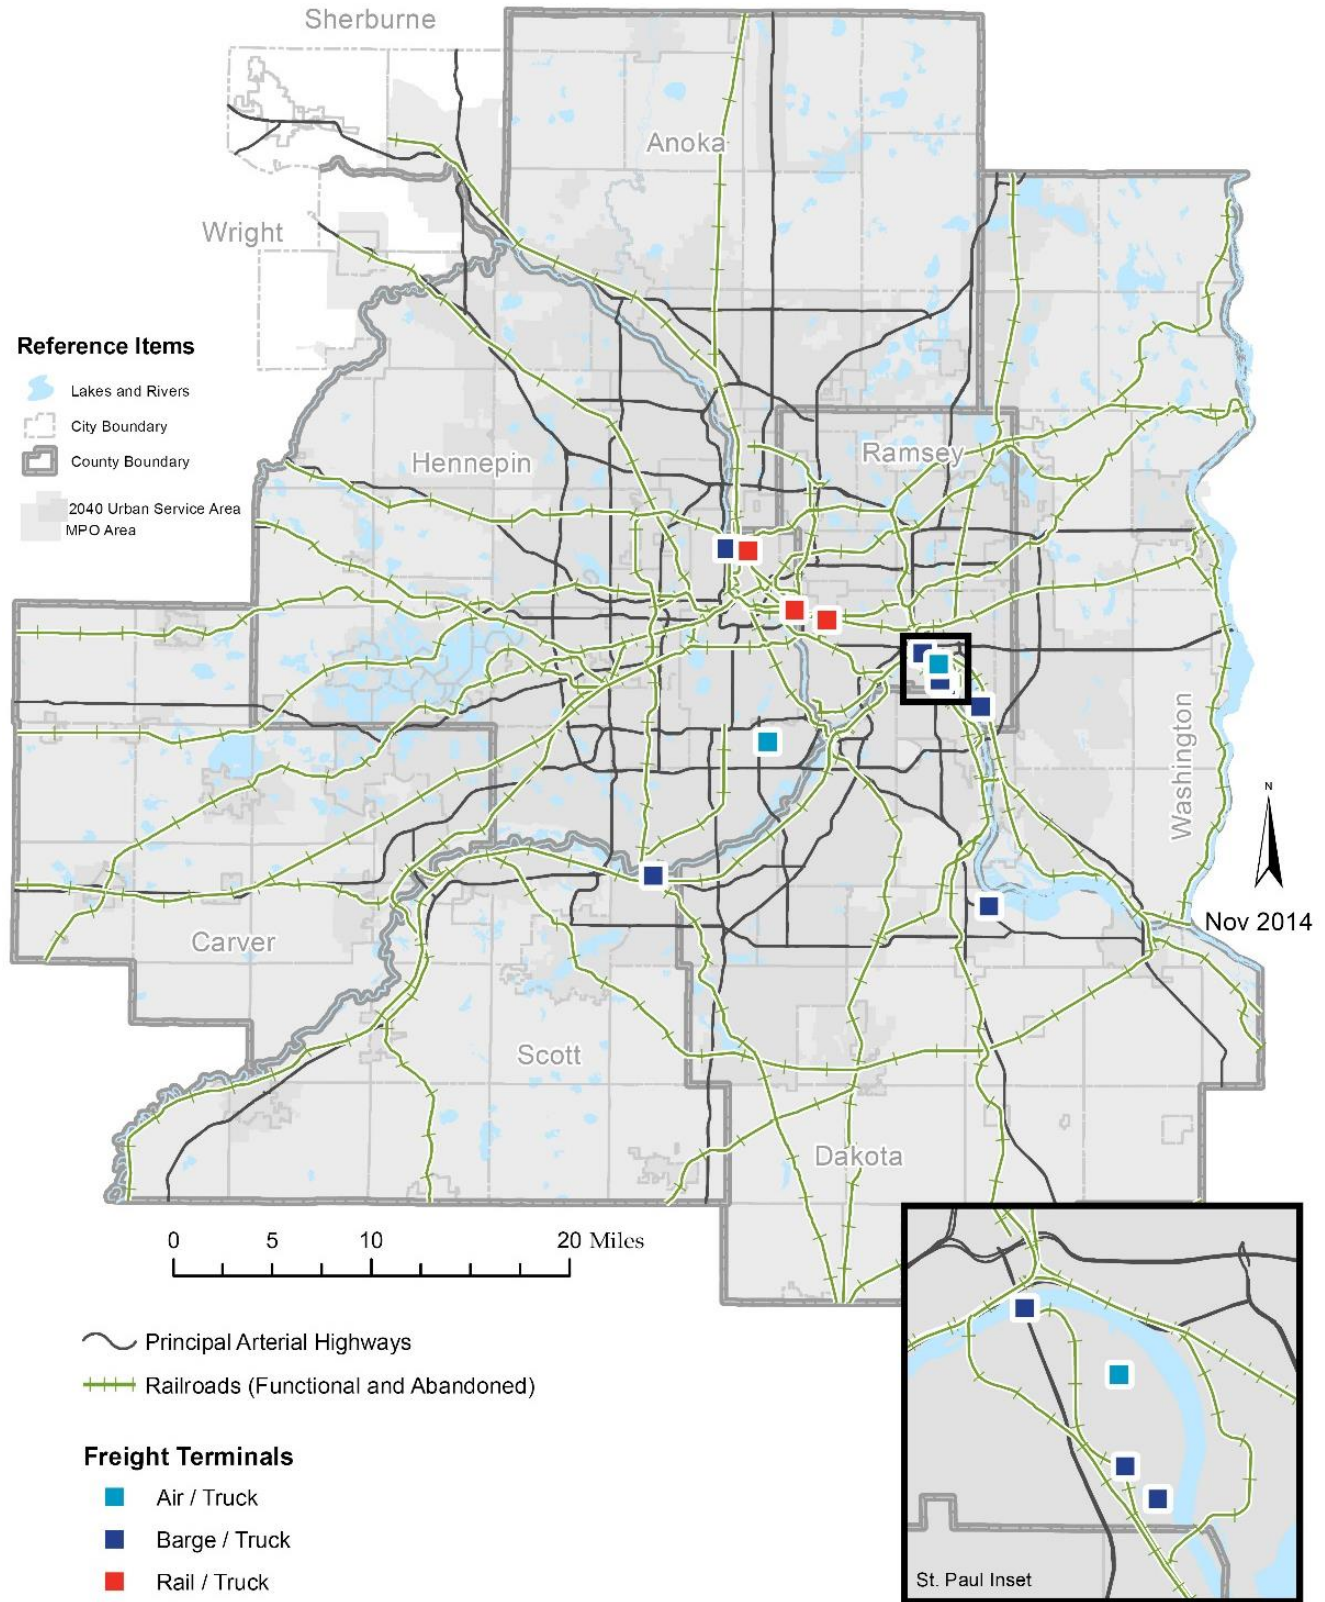 Sherburne
Anoka
Wright
Reference Items
Lakes and Rivers
City Boundary
County Boundary
2040 Urban Service Area
MPO Area
Hennepin
Ramsey
Washington
N
Nov 2014
Carver
Scott
Dakota
0 5 10 20 Miles
Principal Arterial Highways
Railroads (Functional and Abandoned)
Freight Terminals
Air / Truck
Barge / Truck
Rail / Truck
St. Paul Inset